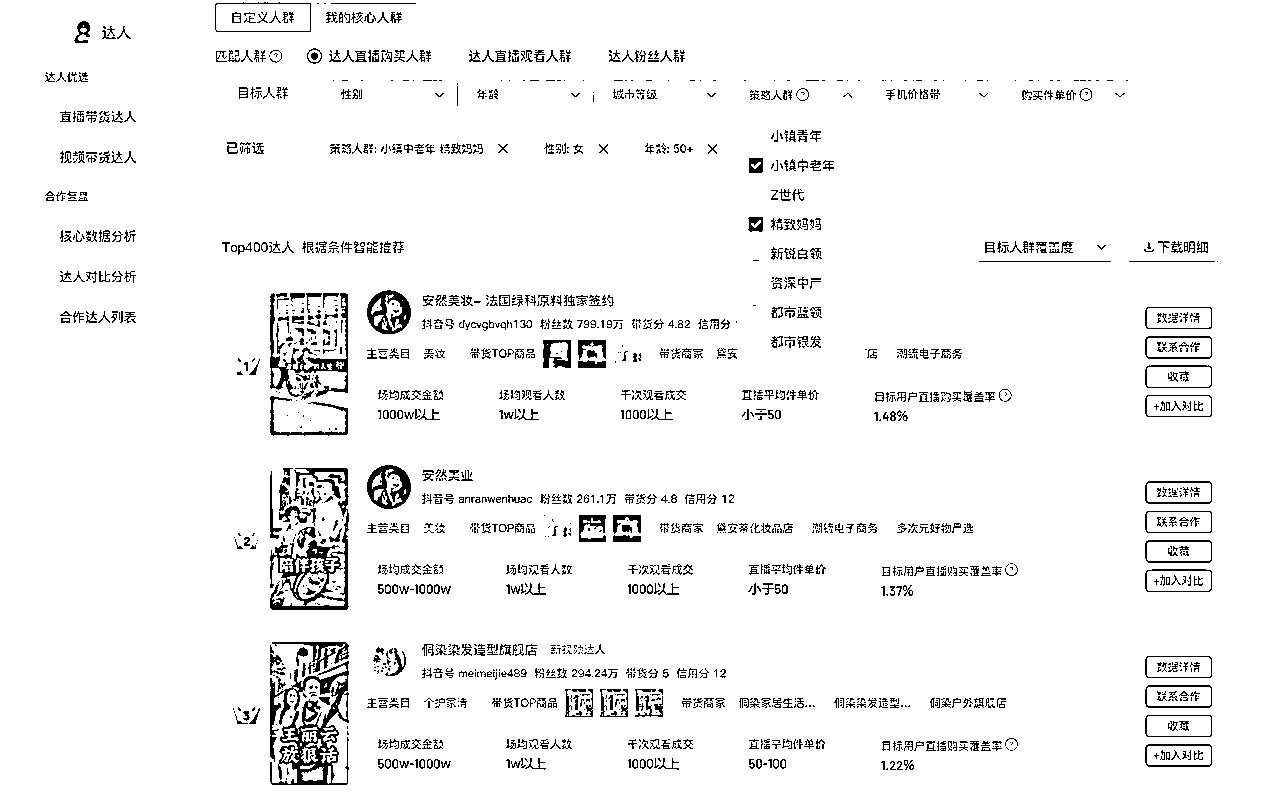 达人
达人优选
直播带货达人
视频带货达人
合作复盘
核心数据分析
达人对比分析
合作达人列表
自定义人群 我的核心人群
匹配人群? 达人直播购买人群 达人直播观看人群 达人粉丝人群
目标人群 性别 年龄 城市等级 策略人群? 手机价格带 购买件单价?
已筛选 策略人群: 小镇中老年 精致妈妈 × 性别: 女 × 年龄: 50+ ×
小镇青年
小镇中老年
Z世代
精致妈妈
新锐白领
资深中产
都市蓝领
都市银发
Top400达人 根据条件智能推荐 目标人群覆盖度 下载明细
1
安然美妆- 法国绿科原料独家签约
抖音号 dycvgbvqh130 粉丝数 799.19万 带货分 4.82 信用分
主营类目 美妆 带货TOP商品 带货商家 黛安 店 潮统电子商务
场均成交金额 场均观看人数 千次观看成交 直播平均件单价 目标用户直播购买覆盖率?
1000w以上 1w以上 1000以上 小于50 1.48%
数据详情
联系合作
收藏
+加入对比
2
安然美业
抖音号 anranwenhuac 粉丝数 261.1万 带货分 4.8 信用分 12
主营类目 美妆 带货TOP商品 带货商家 黛安蒂化妆品店 潮统电子商务 多次元好物严选
场均成交金额 场均观看人数 千次观看成交 直播平均件单价 目标用户直播购买覆盖率?
500w-1000w 1w以上 1000以上 小于50 1.37%
陪伴孩子
数据详情
联系合作
收藏
+加入对比
3
侗染染发造型旗舰店 新视频达人
抖音号 meimeijie489 粉丝数 294.24万 带货分 5 信用分 12
主营类目 个护家清 带货TOP商品 带货商家 侗染家居生活... 侗染染发造型... 侗染户外旗舰店
场均成交金额 场均观看人数 千次观看成交 直播平均件单价 目标用户直播购买覆盖率?
500w-1000w 1w以上 1000以上 50-100 1.22%
王丽云
放狠话
数据详情
联系合作
收藏
+加入对比